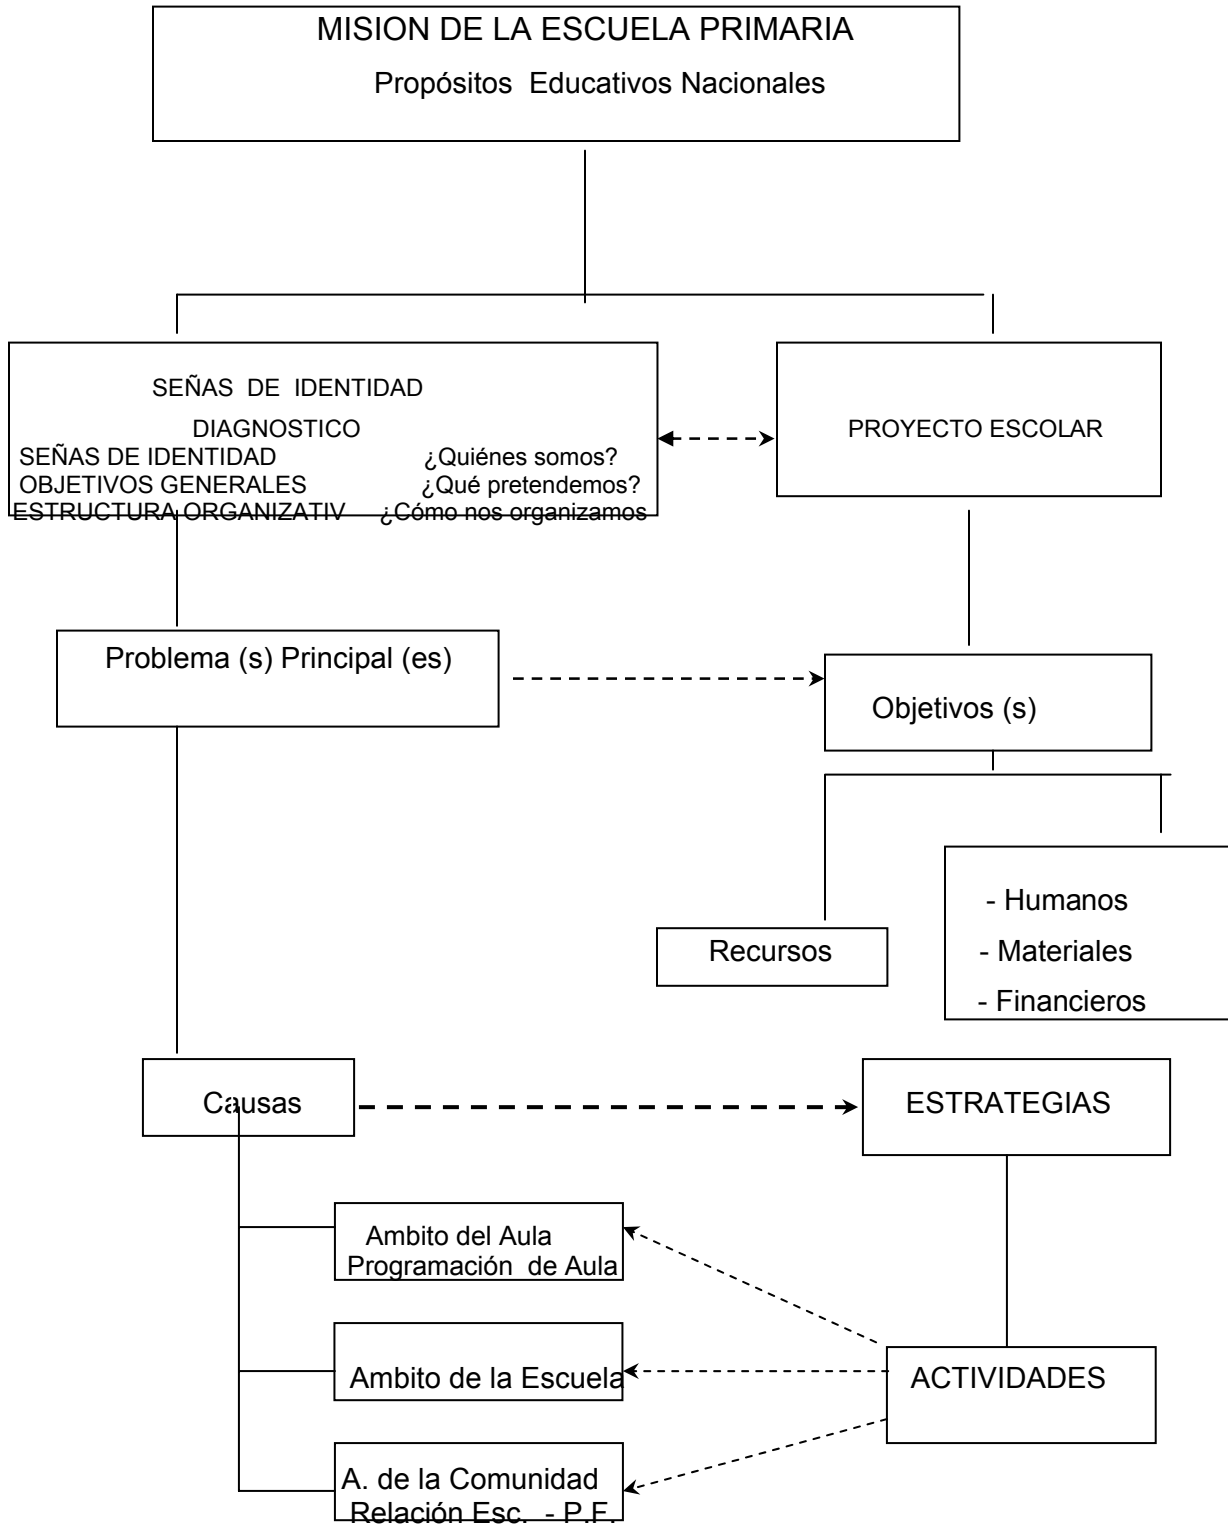 MISION DE LA ESCUELA PRIMARIA
Propósitos Educativos Nacionales
SEÑAS DE IDENTIDAD
DIAGNOSTICO
SEÑAS DE IDENTIDAD ¿Quiénes somos?
OBJETIVOS GENERALES ¿Qué pretendemos?
ESTRUCTURA ORGANIZATIV ¿Cómo nos organizamos
PROYECTO ESCOLAR
Problema (s) Principal (es)
Objetivos (s)
Recursos
- Humanos
- Materiales
- Financieros
Causas
ESTRATEGIAS
Ambito del Aula
Programación de Aula
Ambito de la Escuela
ACTIVIDADES
A. de la Comunidad
Relación Esc. - P.F.